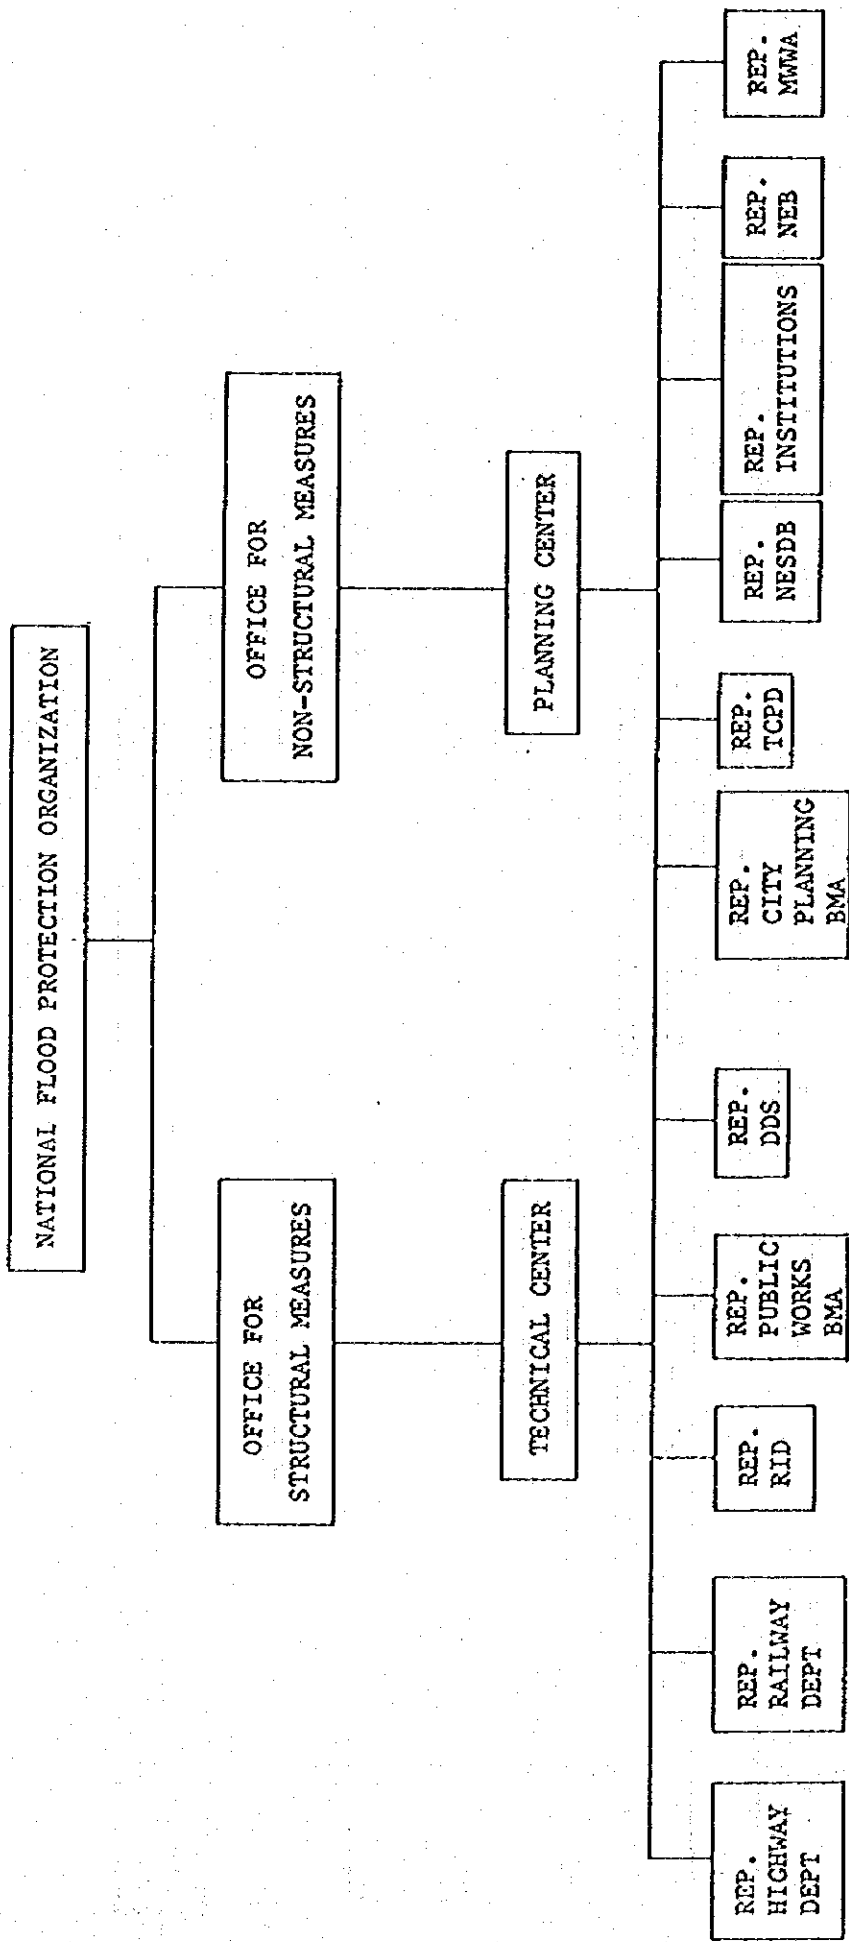 NATIONAL FLOOD PROTECTION ORGANIZATION
OFFICE FOR
STRUCTURAL MEASURES
OFFICE FOR
NON-STRUCTURAL MEASURES
TECHNICAL CENTER
PLANNING CENTER
REP.
HIGHWAY
DEPT
REP.
RAILWAY
DEPT
REP.
RID
REP.
PUBLIC
WORKS
BMA
REP.
DDS
REP.
CITY
PLANNING
BMA
REP.
TCPD
REP.
NESDB
REP.
INSTITUTIONS
REP.
NEB
REP.
MWWA